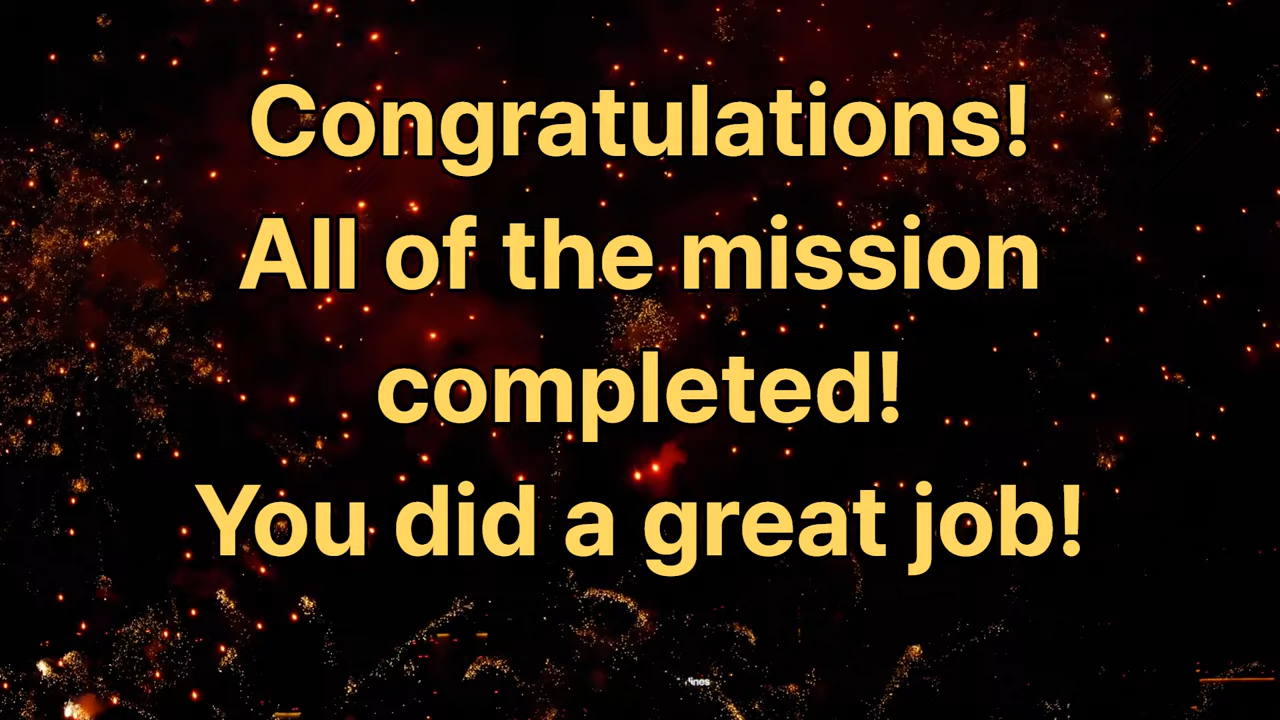 Congratulations!
All of the mission
completed!
You did a great job!